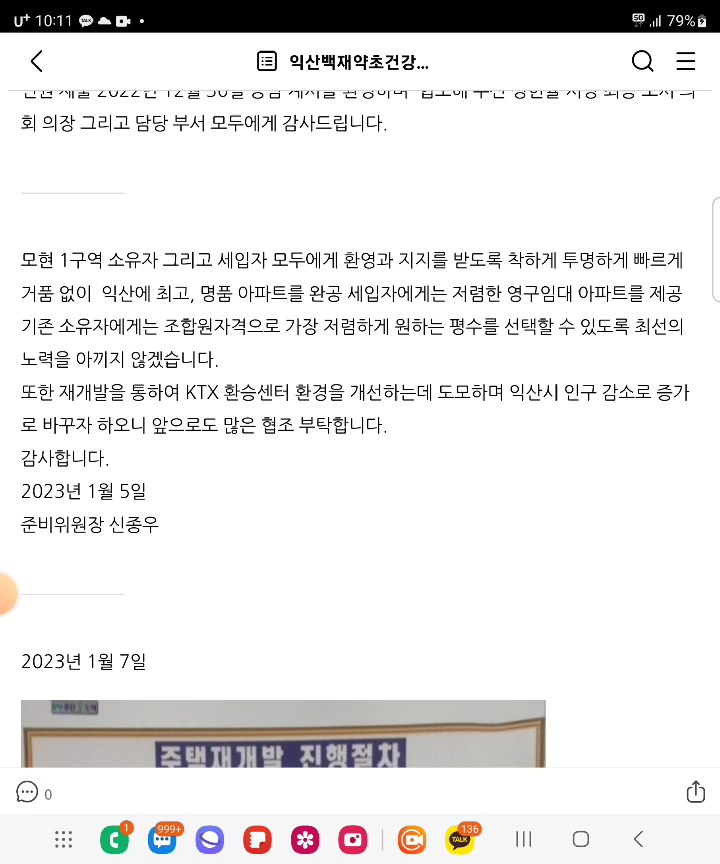 U+ 10:11 TALK
5G 79%
익산백재약초건강...
회 의장 그리고 담당 부서 모두에게 감사드립니다.
모현 1구역 소유자 그리고 세입자 모두에게 환영과 지지를 받도록 착하게 투명하게 빠르게
거품 없이 익산에 최고, 명품 아파트를 완공 세입자에게는 저렴한 영구임대 아파트를 제공
기존 소유자에게는 조합원자격으로 가장 저렴하게 원하는 평수를 선택할 수 있도록 최선의
노력을 아끼지 않겠습니다.
또한 재개발을 통하여 KTX 환승센터 환경을 개선하는데 도모하며 익산시 인구 감소로 증가
로 바꾸자 하오니 앞으로도 많은 협조 부탁합니다.
감사합니다.
2023년 1월 5일
준비위원장 신종우
2023년 1월 7일
주택재개발 진행절차
0
1
999+
136
TALK